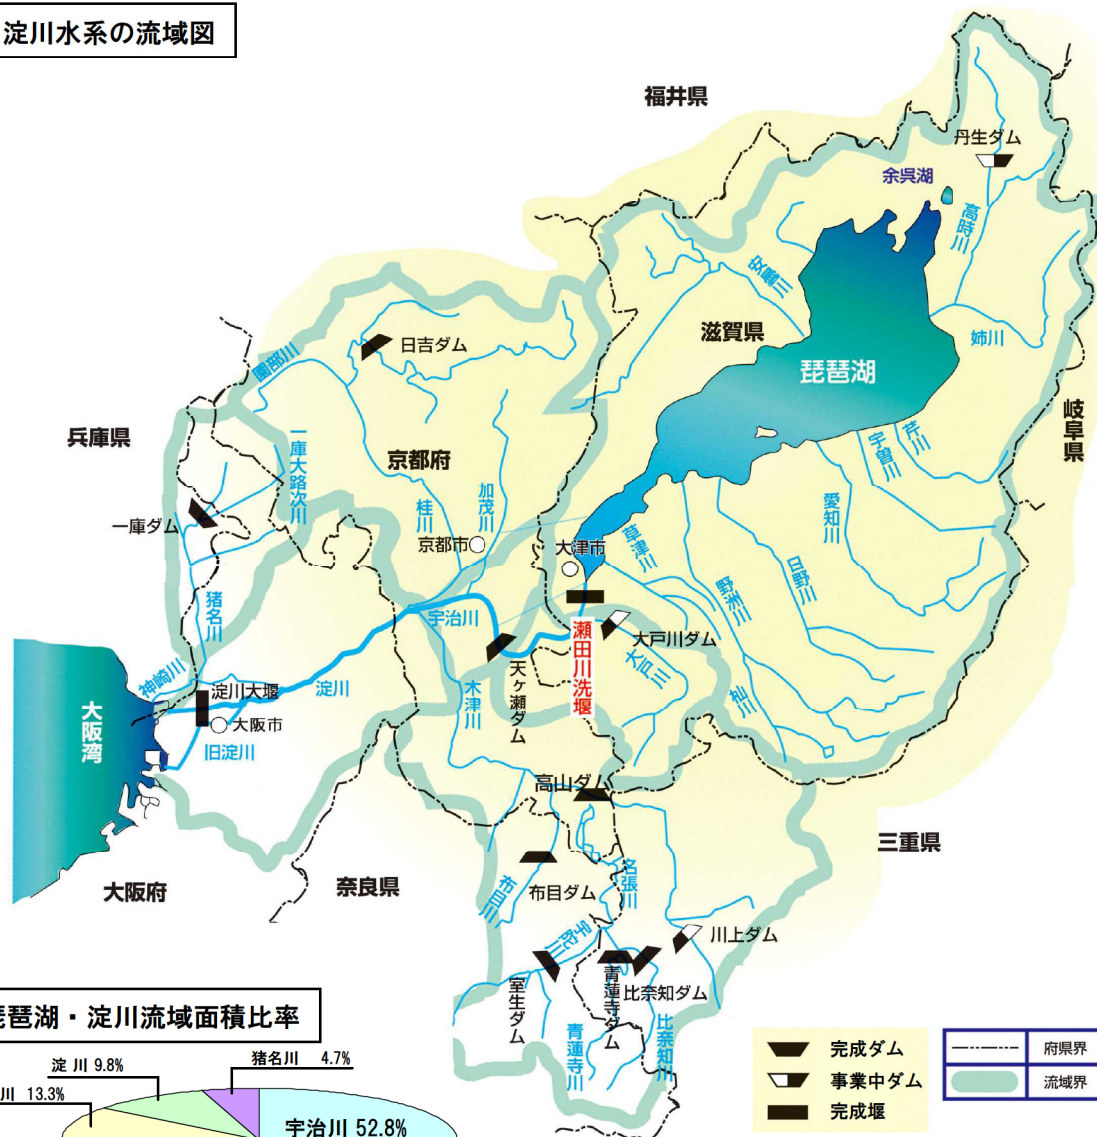 淀川水系の流域図
福井県
丹生ダム
余呉湖
高時川
安曇川
滋賀県
姉川
琵琶湖
日吉ダム
園部川
岐阜県
兵庫県
一庫大路次川
京都府
芹川
宇曽川
加茂川
桂川
愛知川
一庫ダム
京都市
大津市
草津川
日野川
野洲川
猪名川
宇治川
瀬田川洗堰
大戸川ダム
大戸川
天ヶ瀬ダム
神崎川
淀川大堰
淀川
木津川
杣川
大阪湾
大阪市
旧淀川
高山ダム
三重県
名張川
大阪府
奈良県
布目川
布目ダム
宇陀川
川上ダム
室生ダム
青蓮寺ダム
比奈知ダム
青蓮寺川
比奈知川
琵琶湖・淀川流域面積比率
淀 川 9.8%
猪名川 4.7%
川 13.3%
宇治川 52.8%
完成ダム
事業中ダム
完成堰
府県界
流域界